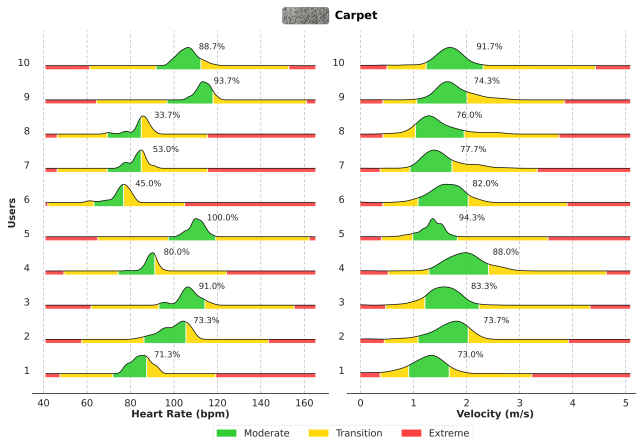 Carpet
10 88.7% 10 91.7%
9 93.7% 9 74.3%
8 33.7% 8 76.0%
7 53.0% 7 77.7%
6 45.0% 6 82.0%
5 100.0% 5 94.3%
4 80.0% 4 88.0%
3 91.0% 3 83.3%
2 73.3% 2 73.7%
1 71.3% 1 73.0%
Users
40 60 80 100 120 140 160 0 1 2 3 4 5
Heart Rate (bpm) Velocity (m/s)
Moderate Transition Extreme